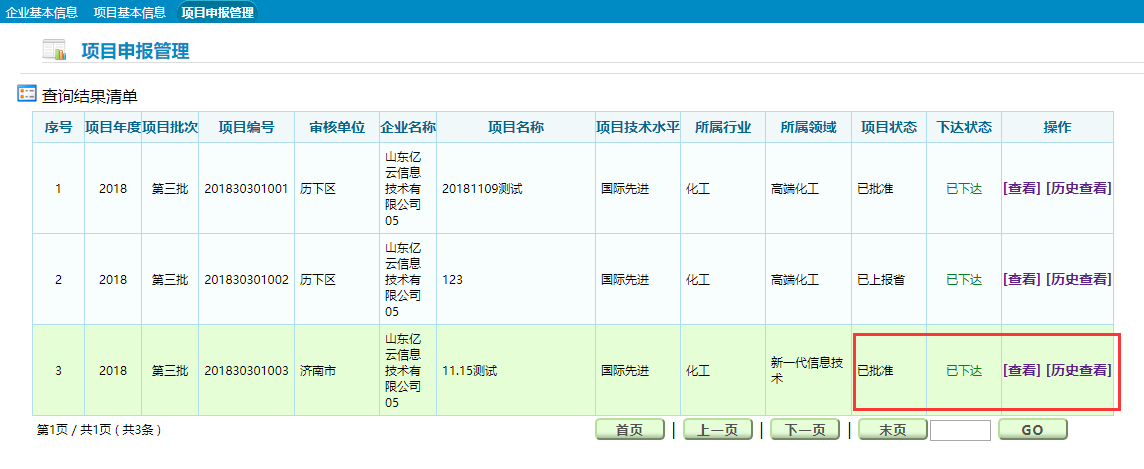 企业基本信息 项目基本信息 项目申报管理
项目申报管理
查询结果清单
序号 项目年度 项目批次 项目编号 审核单位 企业名称 项目名称 项目技术水平 所属行业 所属领域 项目状态 下达状态 操作
1 2018 第三批 201830301001 历下区 山东亿云信息技术有限公司05 20181109测试 国际先进 化工 高端化工 已批准 已下达 [查看] [历史查看]
2 2018 第三批 201830301002 历下区 山东亿云信息技术有限公司05 123 国际先进 化工 高端化工 已上报省 已下达 [查看] [历史查看]
3 2018 第三批 201830301003 济南市 山东亿云信息技术有限公司05 11.15测试 国际先进 化工 新一代信息技术 已批准 已下达 [查看] [历史查看]
第1页 / 共1页 ( 共3条 ) 首页 | 上一页 | 下一页 | 末页 GO